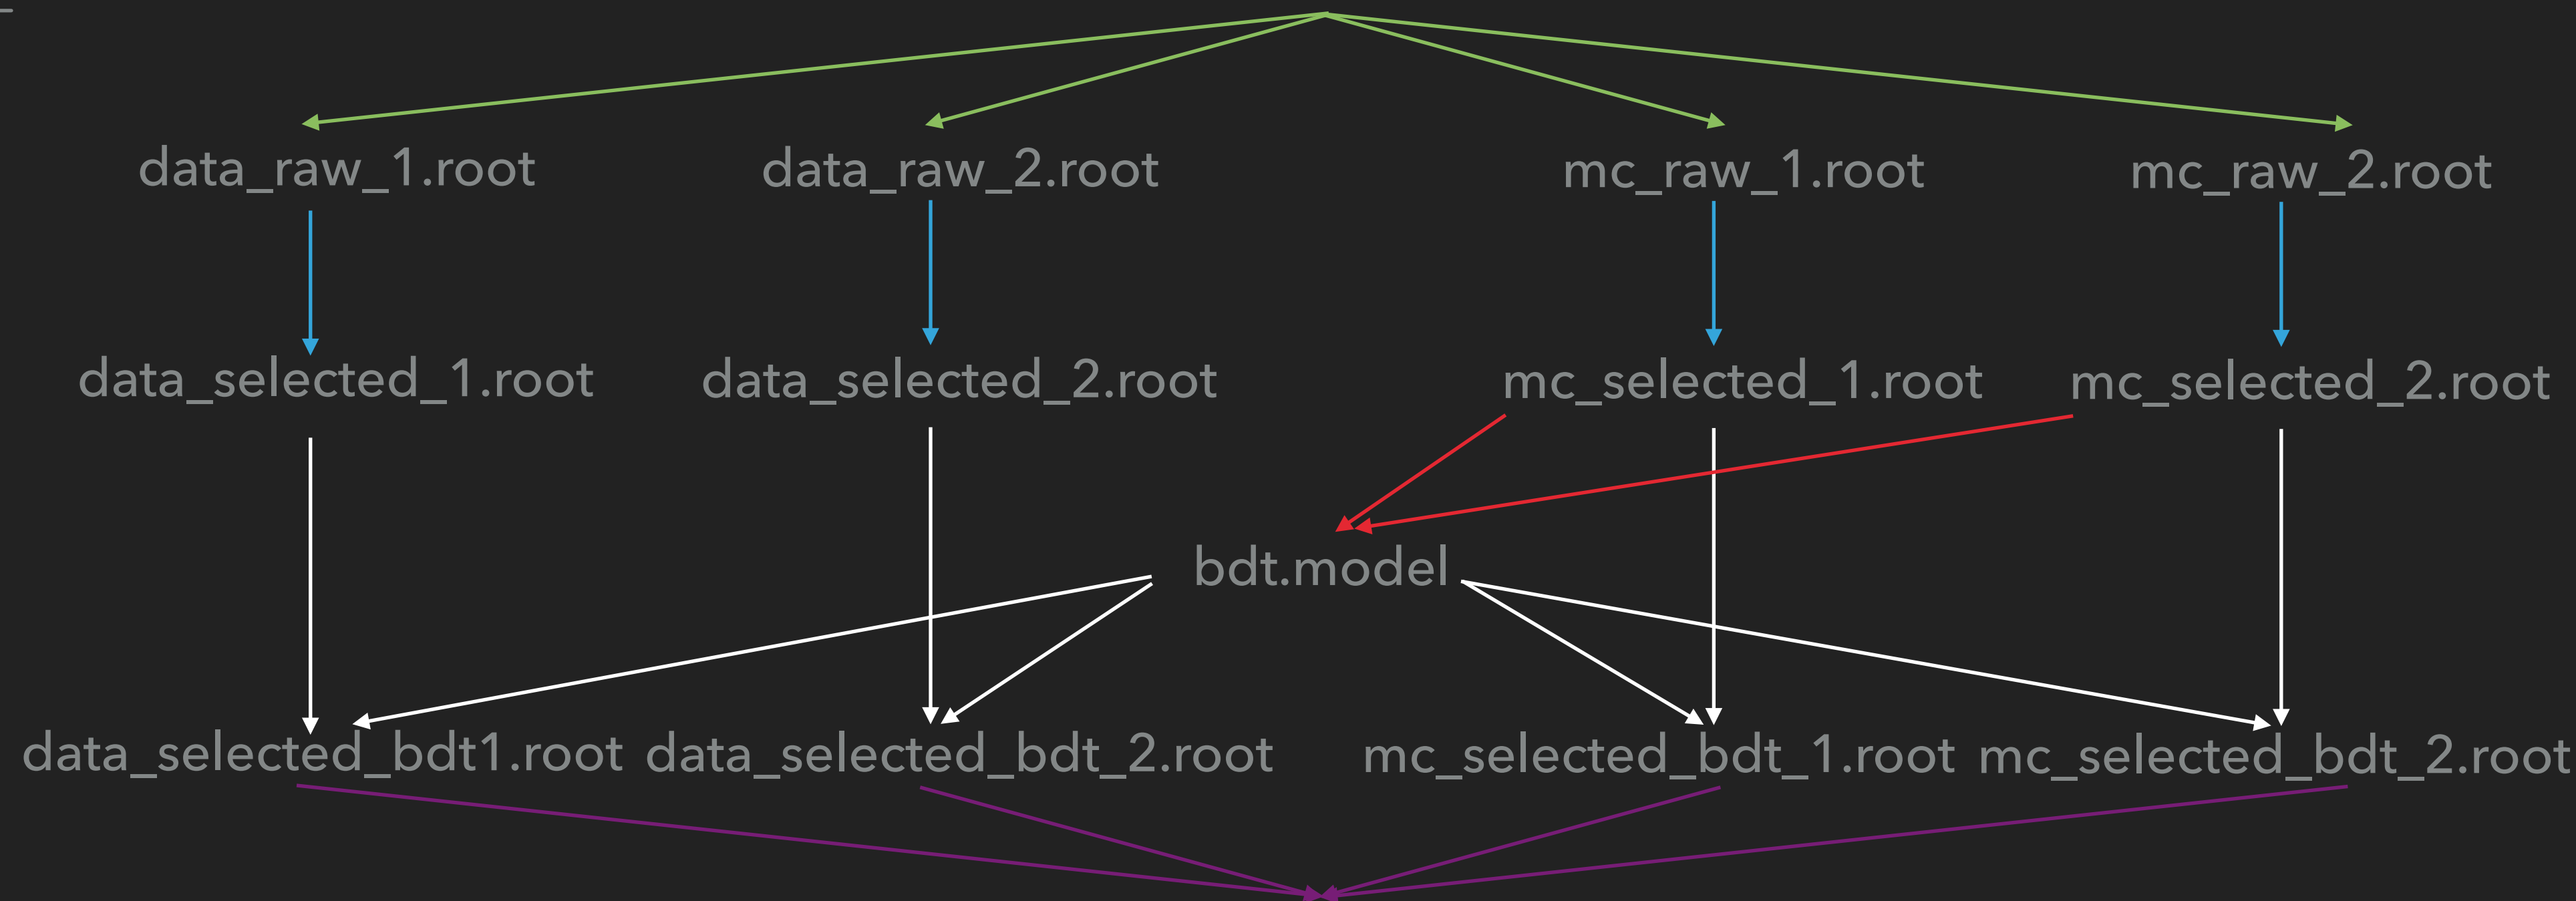 data_raw_1.root data_raw_2.root mc_raw_1.root mc_raw_2.root
data_selected_1.root data_selected_2.root mc_selected_1.root mc_selected_2.root
bdt.model
data_selected_bdt1.root data_selected_bdt_2.root mc_selected_bdt_1.root mc_selected_bdt_2.root